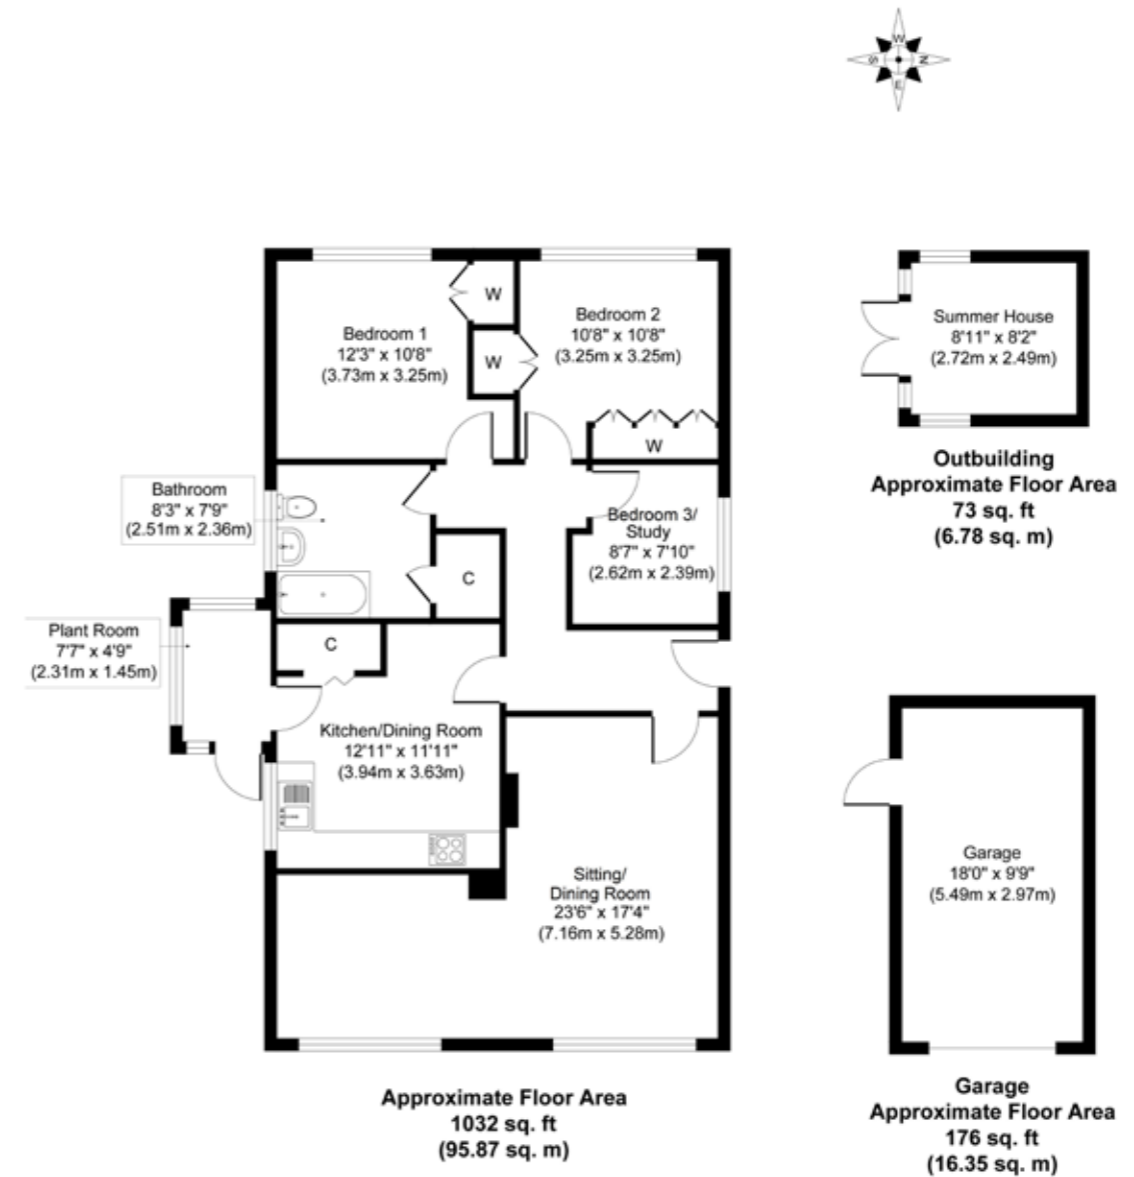 W
S
N
E
W
Bedroom 1
12'3" x 10'8"
(3.73m x 3.25m)
W
Bedroom 2
10'8" x 10'8"
(3.25m x 3.25m)
W
Summer House
8'11" x 8'2"
(2.72m x 2.49m)
Outbuilding
Approximate Floor Area
73 sq. ft
(6.78 sq. m)
Bathroom
8'3" x 7'9"
(2.51m x 2.36m)
Bedroom 3/
Study
8'7" x 7'10"
(2.62m x 2.39m)
C
Plant Room
7'7" x 4'9"
(2.31m x 1.45m)
C
Kitchen/Dining Room
12'11" x 11'11"
(3.94m x 3.63m)
Sitting/
Dining Room
23'6" x 17'4"
(7.16m x 5.28m)
Garage
18'0" x 9'9"
(5.49m x 2.97m)
Approximate Floor Area
1032 sq. ft
(95.87 sq. m)
Garage
Approximate Floor Area
176 sq. ft
(16.35 sq. m)